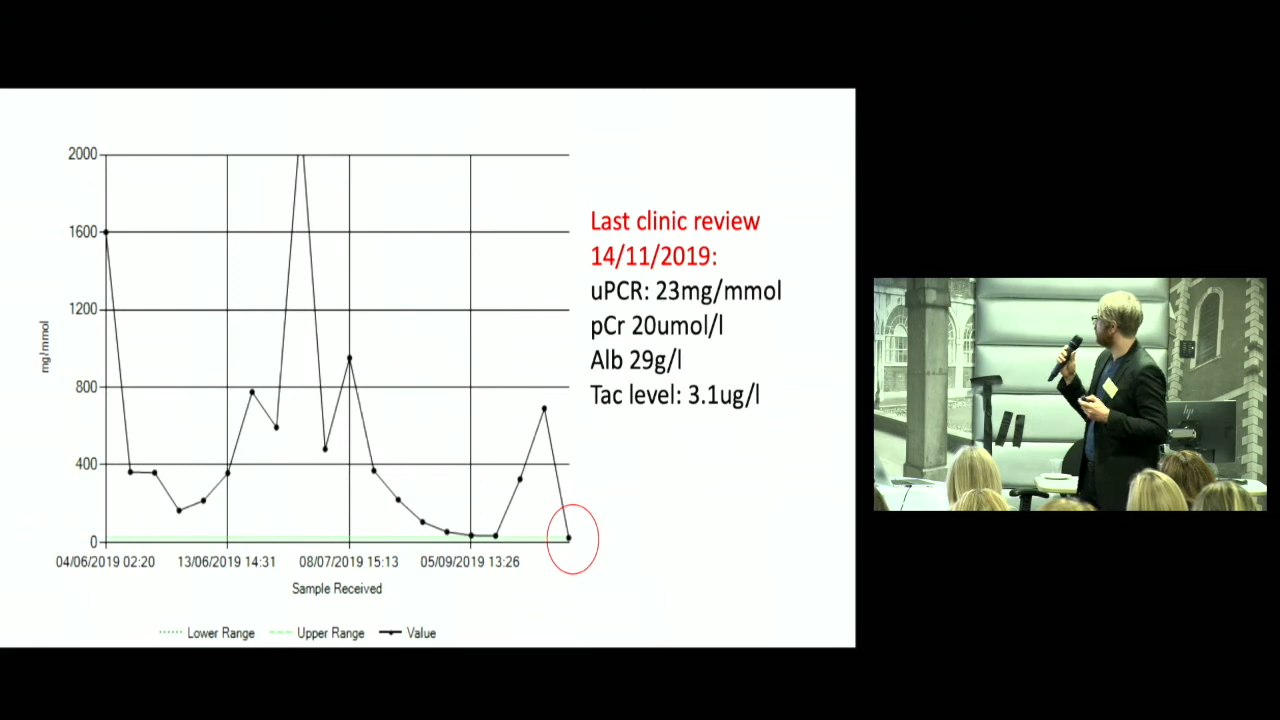 2000
1600
1200
800
400
0
mg/mmol
04/06/2019 02:20
13/06/2019 14:31
08/07/2019 15:13
05/09/2019 13:26
Sample Received
Lower Range
Upper Range
Value
Last clinic review
14/11/2019:
uPCR: 23mg/mmol
pCr 20umol/l
Alb 29g/l
Tac level: 3.1ug/l
hp